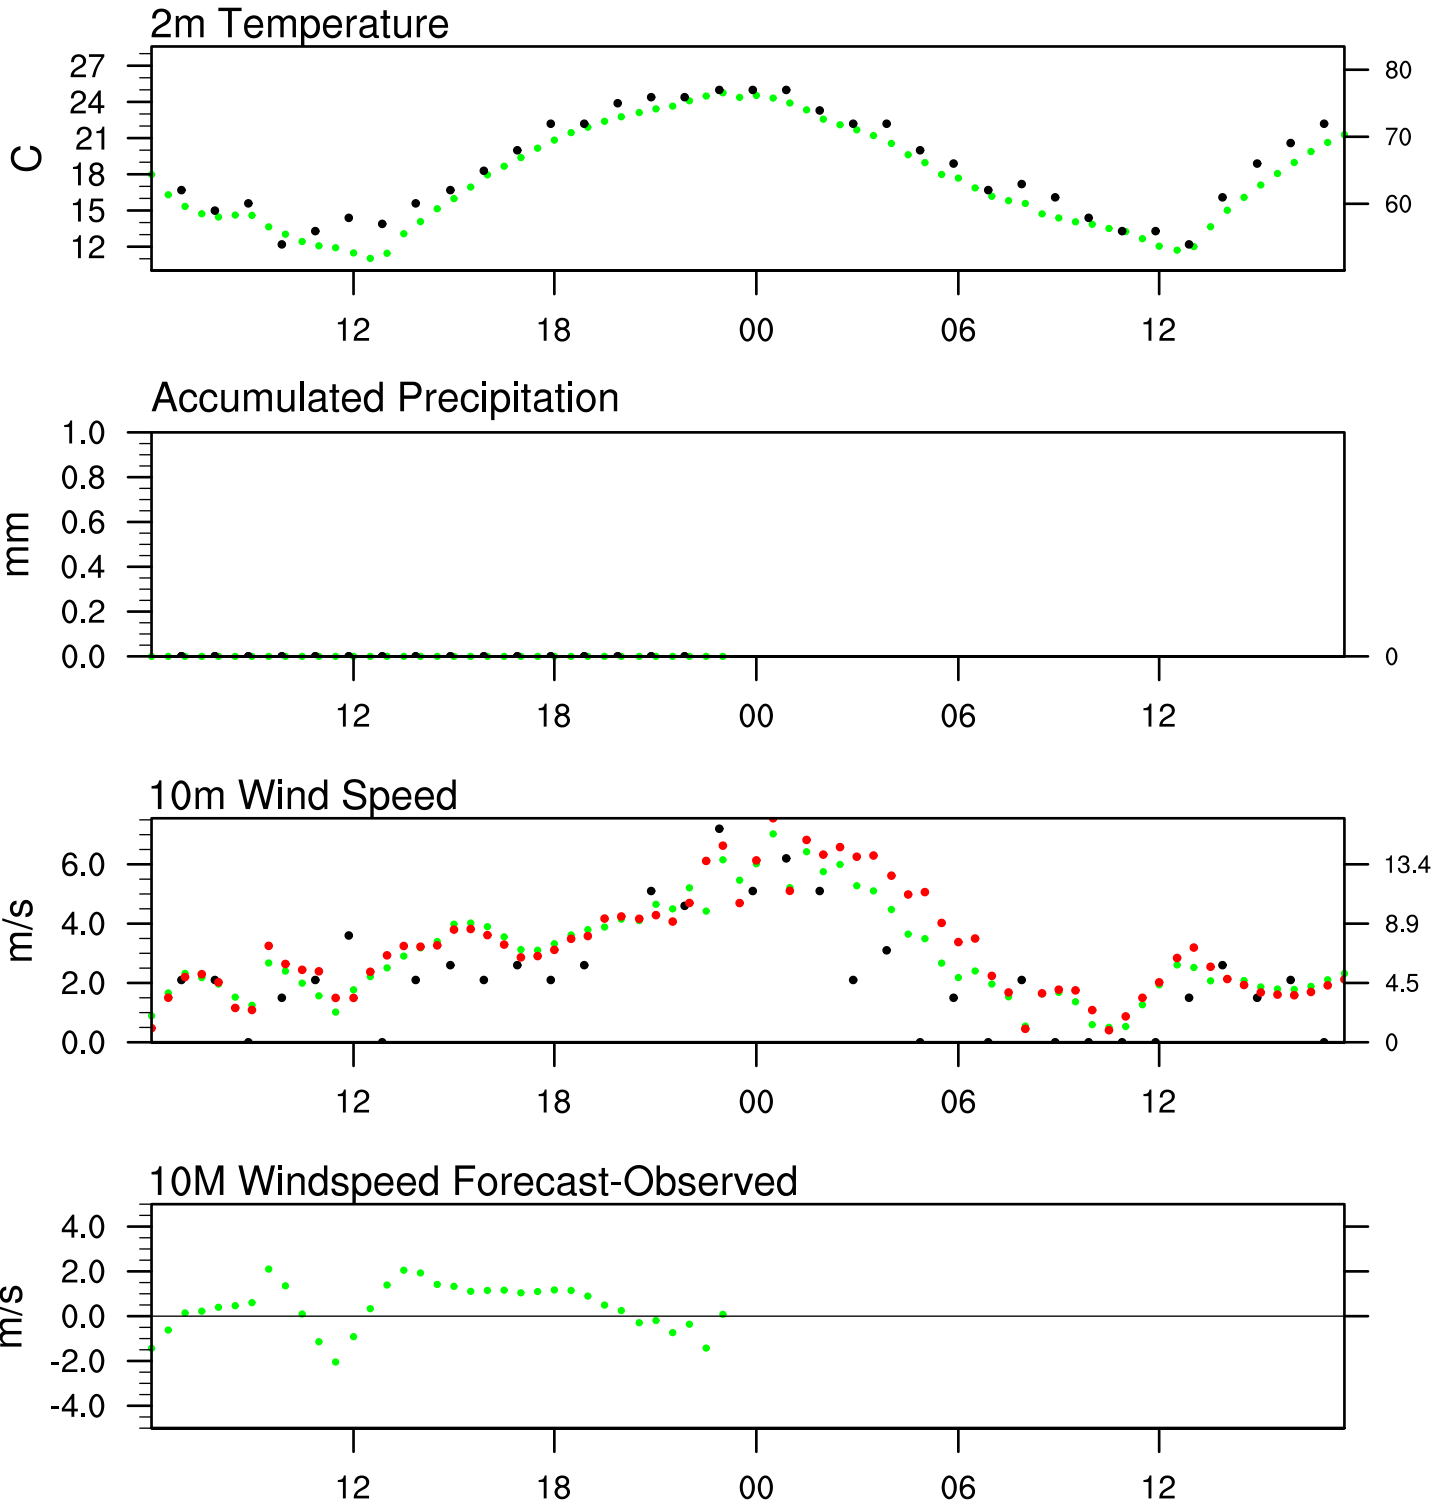 2m Temperature
27
24
21
18
15
12
C
80
70
60
12 18 00 06 12
Accumulated Precipitation
1.0
0.8
0.6
0.4
0.2
0.0
mm
0
12 18 00 06 12
10m Wind Speed
6.0
4.0
2.0
0.0
m/s
13.4
8.9
4.5
0
12 18 00 06 12
10M Windspeed Forecast-Observed
4.0
2.0
0.0
-2.0
-4.0
m/s
12 18 00 06 12